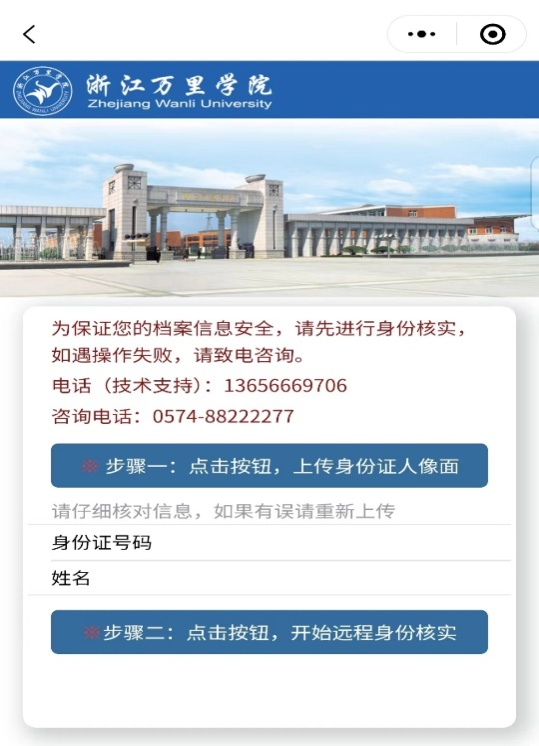 浙江万里学院
Zhejiang Wanli University
为保证您的档案信息安全，请先进行身份核实，
如遇操作失败，请致电咨询。
电话（技术支持）：13656669706
咨询电话：0574-88222277
※ 步骤一：点击按钮，上传身份证人像面
请仔细核对信息，如果有误请重新上传
身份证号码
姓名
※步骤二：点击按钮，开始远程身份核实